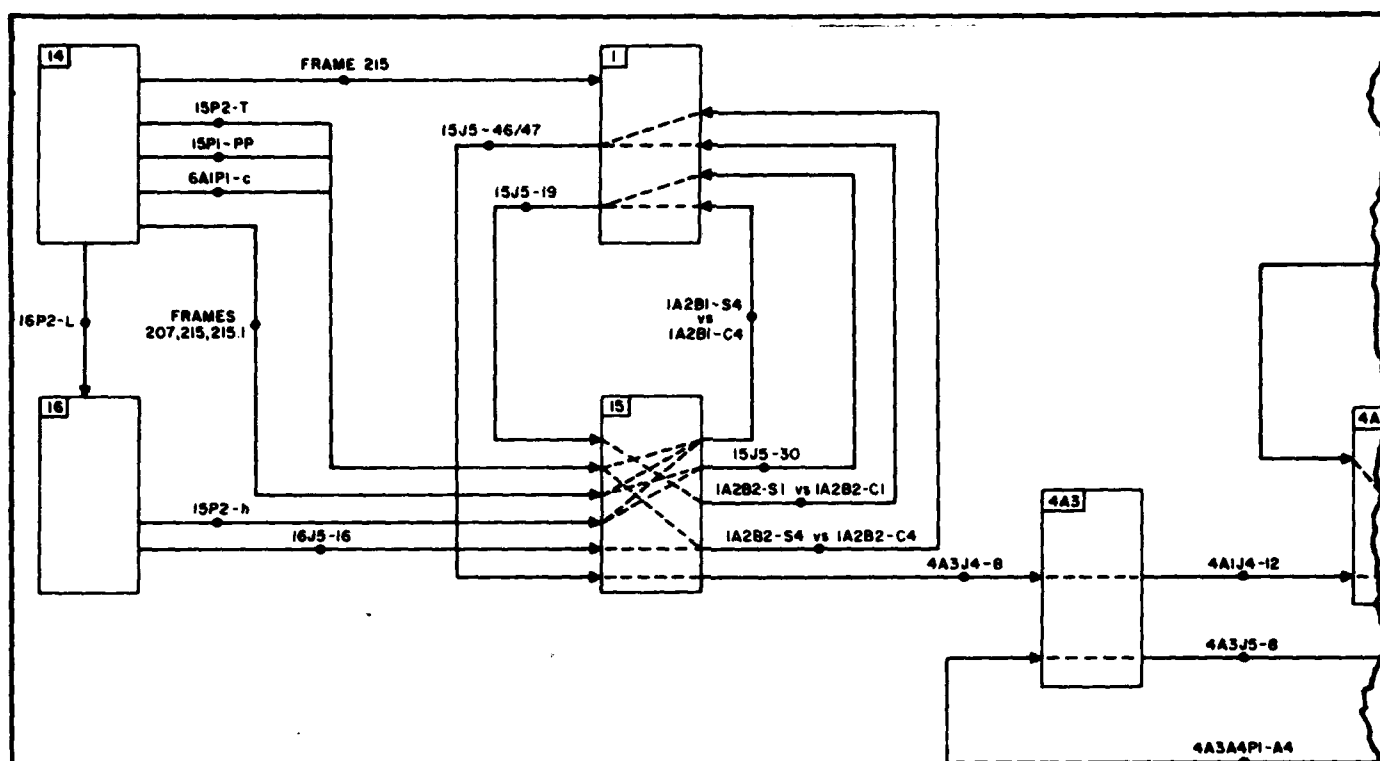 14
1
FRAME 215
15P2-T
15P1-PP
6A1P1-c
15J5-46/47
15J5-19
16P2-L
FRAMES
207,215,215.1
1A2B1-S4
vs
1A2B1-C4
16
15
4A
15J5-30
1A2B2-S1 vs 1A2B2-C1
15P2-h
16J5-16
1A2B2-S4 vs 1A2B2-C4
4A3
4A3J4-8
4A1J4-12
4A3J5-8
4A3A4P1-A4